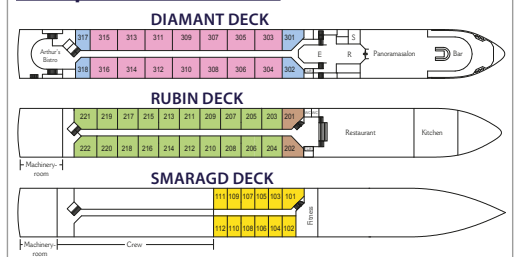 DIAMANT DECK
317 315 313 311 309 307 305 303 301
Arthur's
Bistro
E
S
R
Panoramasalon
Bar
318 316 314 312 310 308 306 304 302
RUBIN DECK
221 219 217 215 213 211 209 207 205 203 201
Restaurant
Kitchen
222 220 218 216 214 212 210 208 206 204 202
Machinery-
room
SMARAGD DECK
111 109 107 105 103 101
Fitness
112 110 108 106 104 102
Machinery-
room
Crew